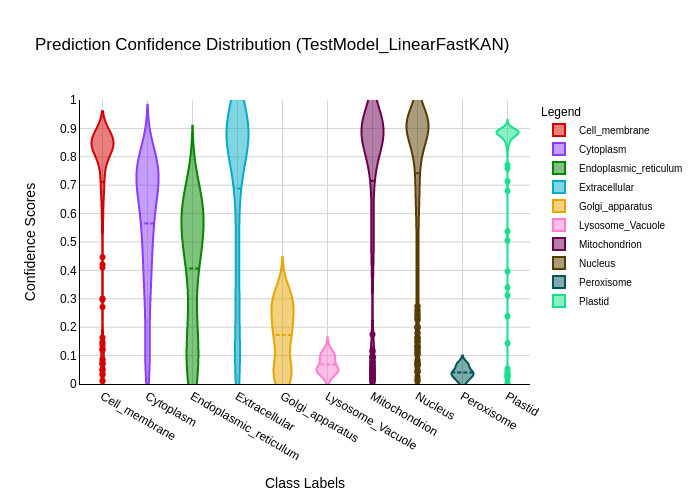 Prediction Confidence Distribution (TestModel_LinearFastKAN)
Confidence Scores
1
0.9
0.8
0.7
0.6
0.5
0.4
0.3
0.2
0.1
0
Cell_membrane
Cytoplasm
Endoplasmic_reticulum
Extracellular
Golgi_apparatus
Lysosome_Vacuole
Mitochondrion
Nucleus
Peroxisome
Plastid
Class Labels
Legend
Cell_membrane
Cytoplasm
Endoplasmic_reticulum
Extracellular
Golgi_apparatus
Lysosome_Vacuole
Mitochondrion
Nucleus
Peroxisome
Plastid